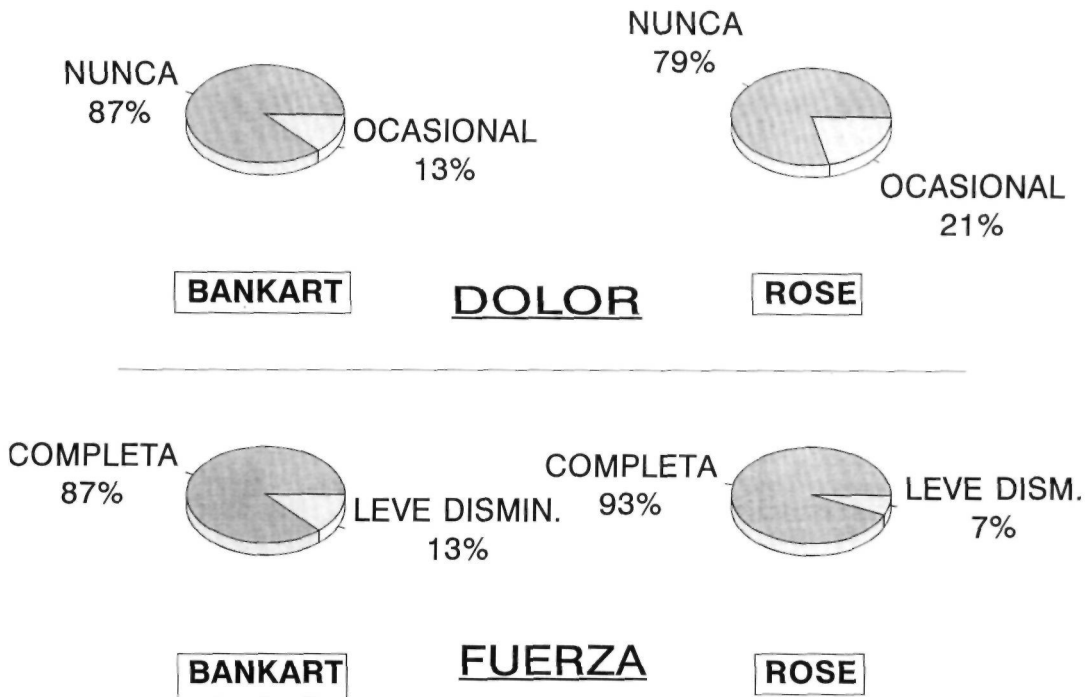 NUNCA
87%
OCASIONAL
13%
NUNCA
79%
OCASIONAL
21%
BANKART
DOLOR
ROSE
COMPLETA
87%
LEVE DISMIN.
13%
COMPLETA
93%
LEVE DISM.
7%
BANKART
FUERZA
ROSE